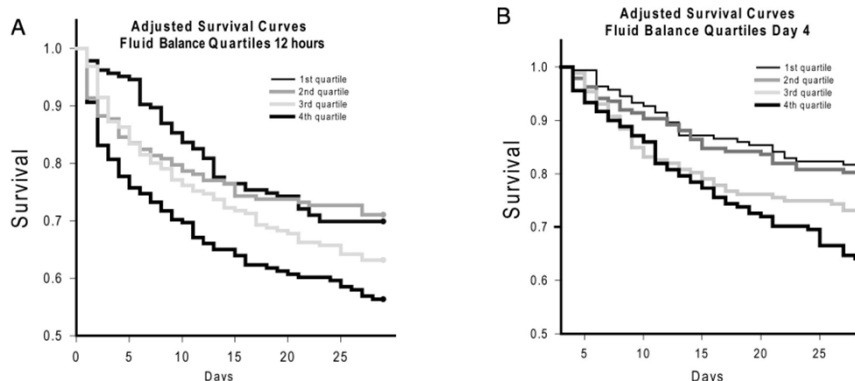 A
Adjusted Survival Curves
Fluid Balance Quartiles 12 hours
1st quartile
2nd quartile
3rd quartile
4th quartile
Survival
1.0
0.9
0.8
0.7
0.6
0.5
0
5
10
15
20
25
Days
B
Adjusted Survival Curves
Fluid Balance Quartiles Day 4
1st quartile
2nd quartile
3rd quartile
4th quartile
Survival
1.0
0.9
0.8
0.7
0.6
0.5
5
10
15
20
25
Days